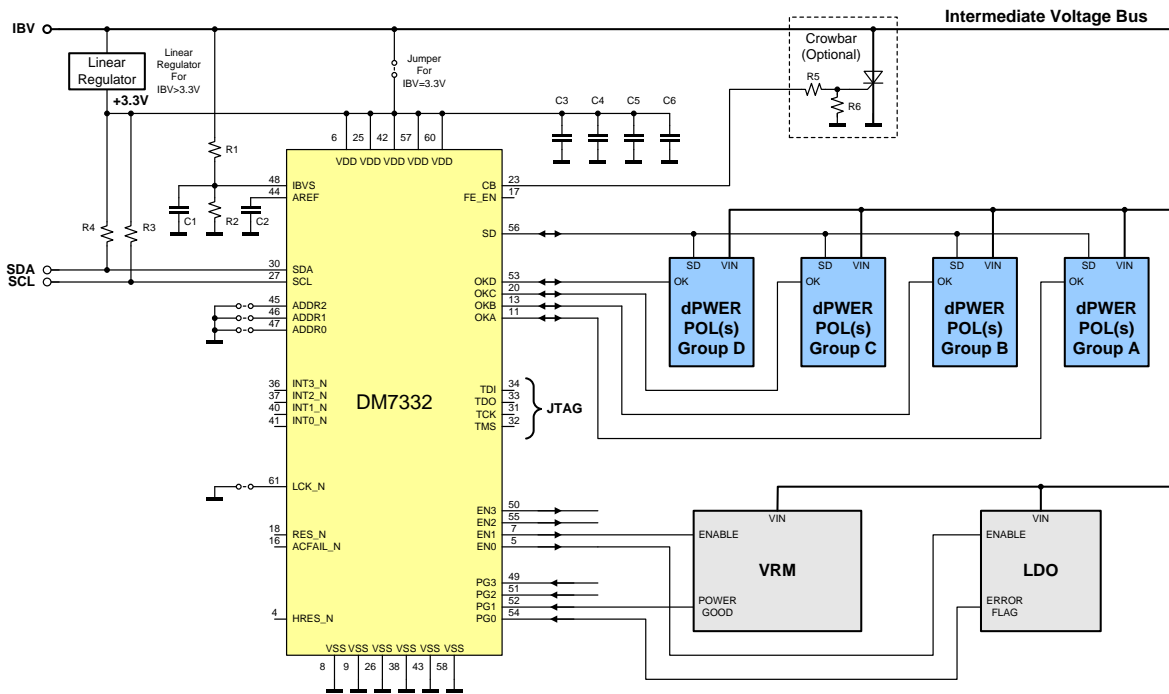 Intermediate Voltage Bus
IBV
Linear
Regulator
+3.3V
Linear
Regulator
For
IBV>3.3V
Jumper
For
IBV=3.3V
Crowbar
(Optional)
R5
R6
C3
C4
C5
C6
6
25
42
57
60
VDD
VDD
VDD
VDD
VDD
R1
R2
C1
C2
R4
R3
48
IBVS
44
AREF
SDA
30
SDA
SCL
27
SCL
45
ADDR2
46
ADDR1
47
ADDR0
36
INT3_N
37
INT2_N
40
INT1_N
41
INT0_N
61
LCK_N
18
RES_N
16
ACFAIL_N
4
HRES_N
DM7332
CB
23
FE_EN
17
SD
56
OKD
53
OKC
20
OKB
13
OKA
11
TDI
34
TDO
33
TCK
31
TMS
32
JTAG
EN3
50
EN2
55
EN1
7
EN0
5
PG3
49
PG2
51
PG1
52
PG0
54
VSS
VSS
VSS
VSS
VSS
VSS
8
9
26
38
43
58
SD
VIN
OK
dPWER
POL(s)
Group D
SD
VIN
OK
dPWER
POL(s)
Group C
SD
VIN
OK
dPWER
POL(s)
Group B
SD
VIN
OK
dPWER
POL(s)
Group A
VIN
ENABLE
VRM
POWER
GOOD
VIN
ENABLE
LDO
ERROR
FLAG